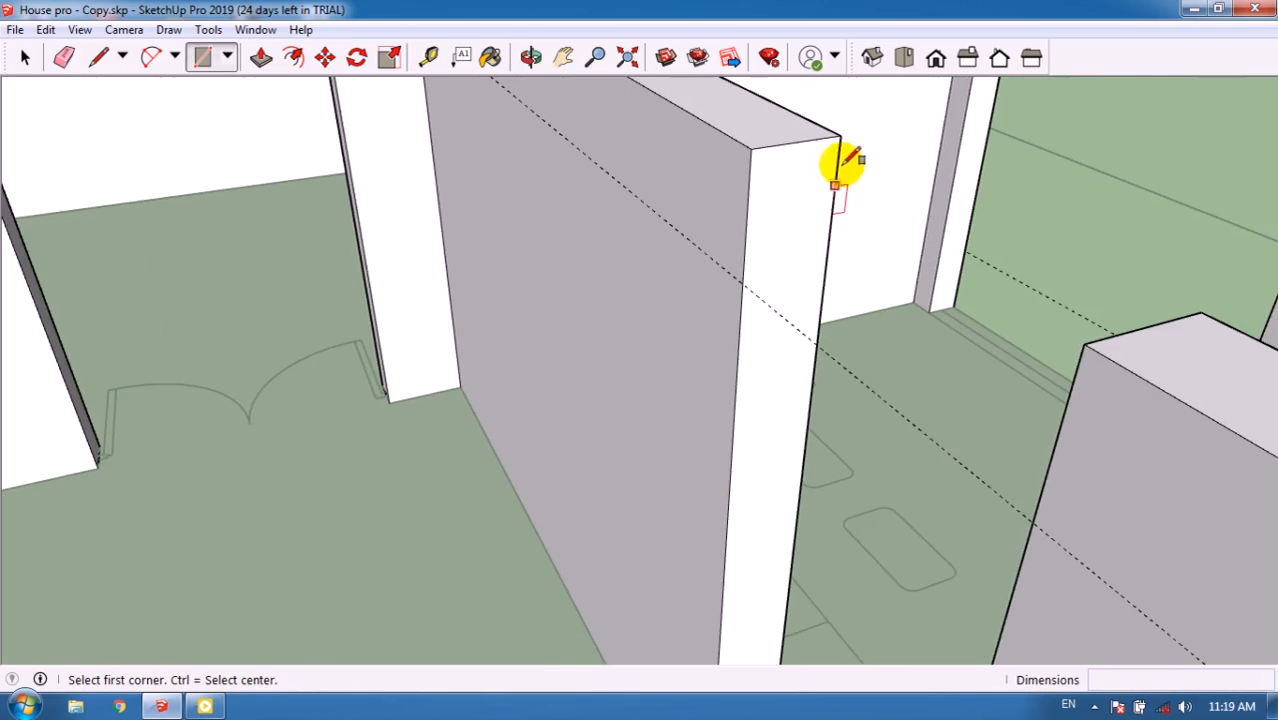 House pro - Copy.skp - SketchUp Pro 2019 (24 days left in TRIAL)
File Edit View Camera Draw Tools Window Help
A1
Select first corner. Ctrl = Select center.
Dimensions
EN
11:19 AM